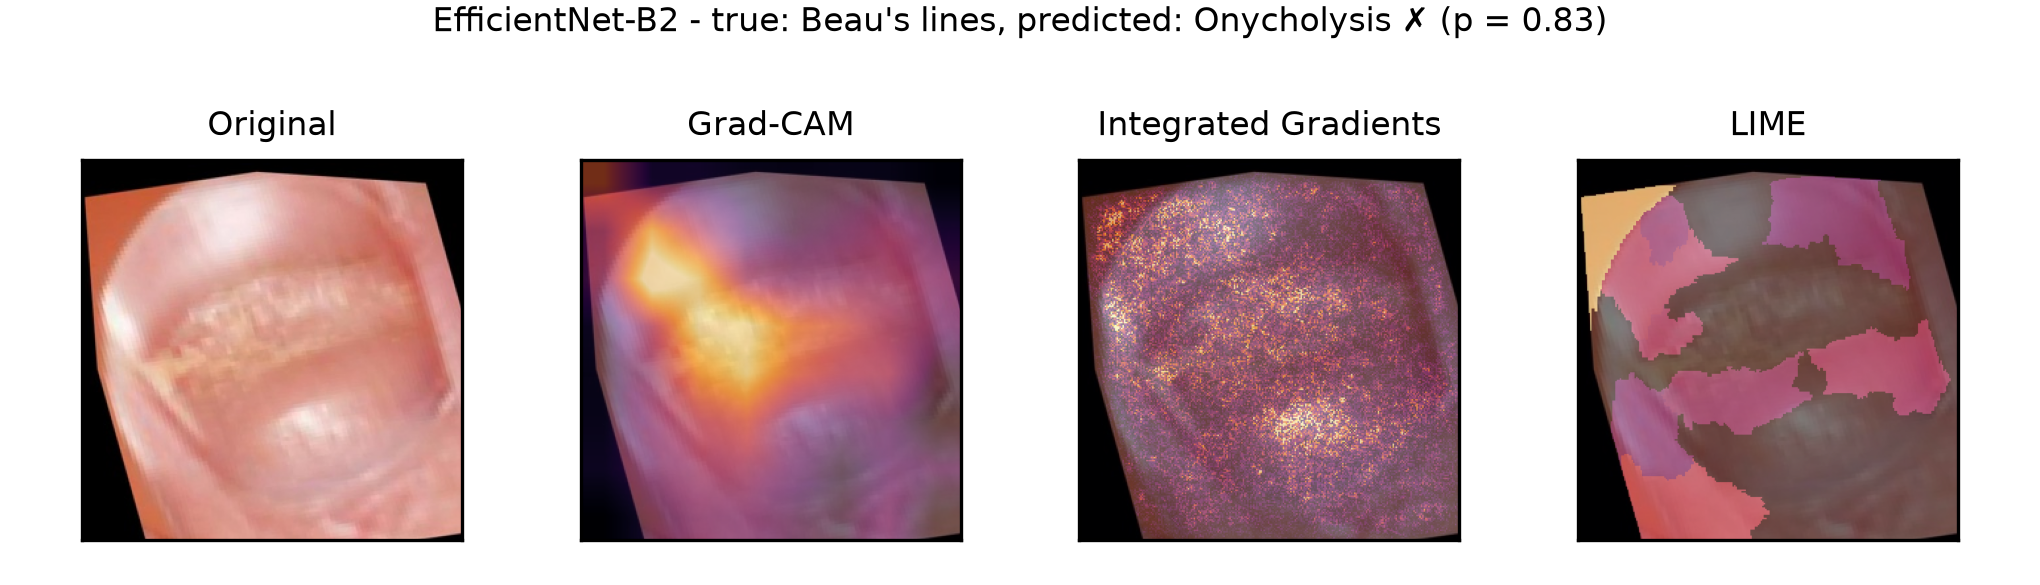 EfficientNet-B2 - true: Beau's lines, predicted: Onycholysis ✗ (p = 0.83)
Original
Grad-CAM
Integrated Gradients
LIME